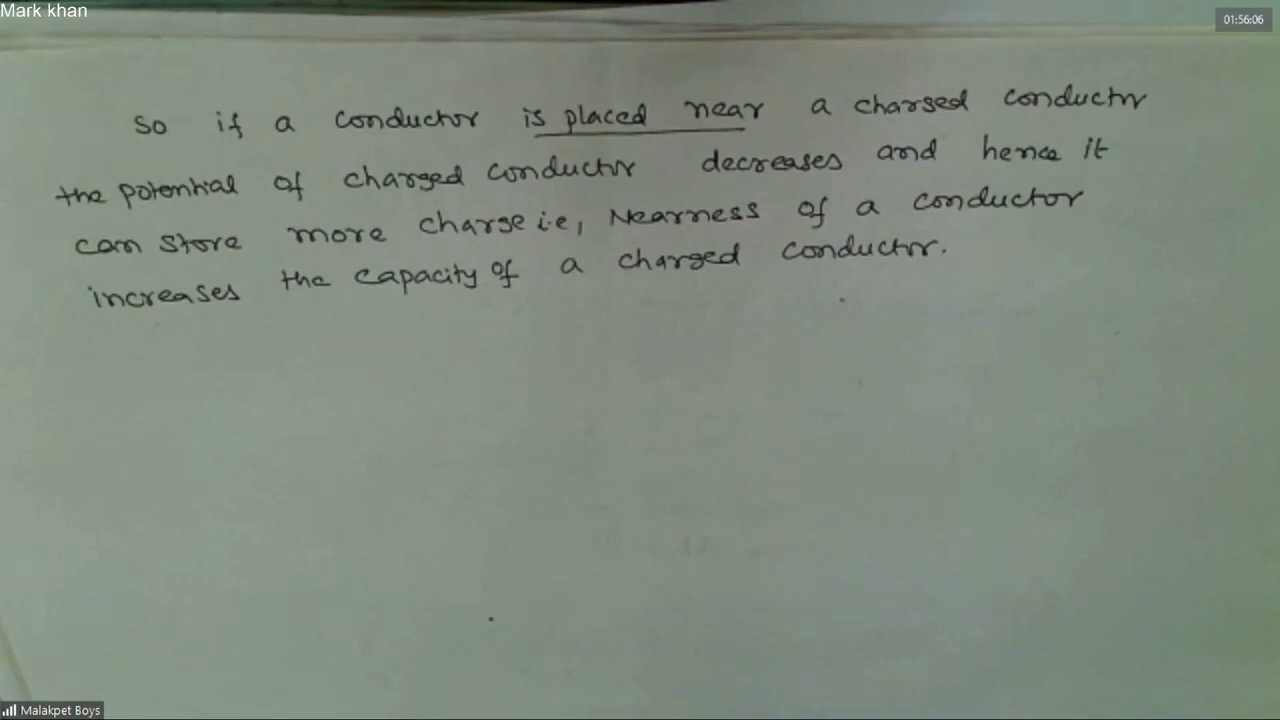 Mark khan
01:56:06
So if a conductor is placed near a charged conductor
the potential of charged conductor decreases and hence it
can store more charge i.e, Nearness of a conductor
increases the capacity of a charged conductor.
Malakpet Boys